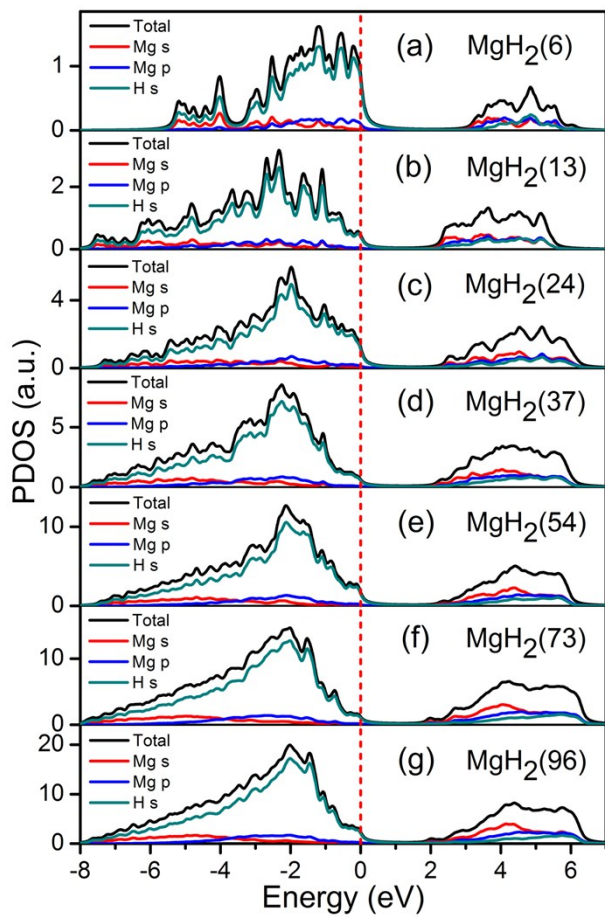 PDOS (a.u.)
Total
Mg s
Mg p
H s
(a) MgH₂(6)
1
0
Total
Mg s
Mg p
H s
(b) MgH₂(13)
2
0
Total
Mg s
Mg p
H s
(c) MgH₂(24)
4
0
Total
Mg s
Mg p
H s
(d) MgH₂(37)
5
0
Total
Mg s
Mg p
H s
(e) MgH₂(54)
10
0
Total
Mg s
Mg p
H s
(f) MgH₂(73)
10
0
Total
Mg s
Mg p
H s
(g) MgH₂(96)
20
10
0
-8 -6 -4 -2 0 2 4 6
Energy (eV)